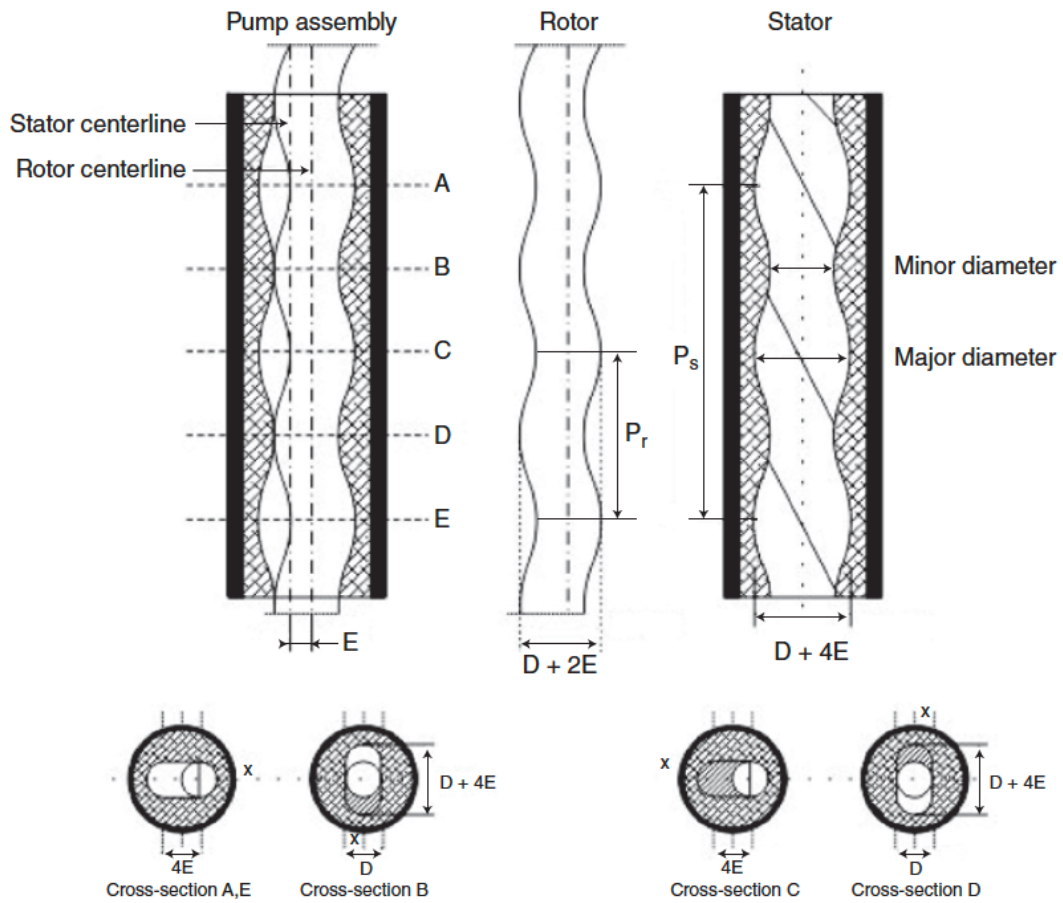 Pump assembly
Rotor
Stator
Stator centerline
Rotor centerline
A
B
C
D
E
E
Pr
D + 2E
Ps
Minor diameter
Major diameter
D + 4E
x
4E
Cross-section A,E
x
D + 4E
D
Cross-section B
x
4E
Cross-section C
x
D + 4E
D
Cross-section D